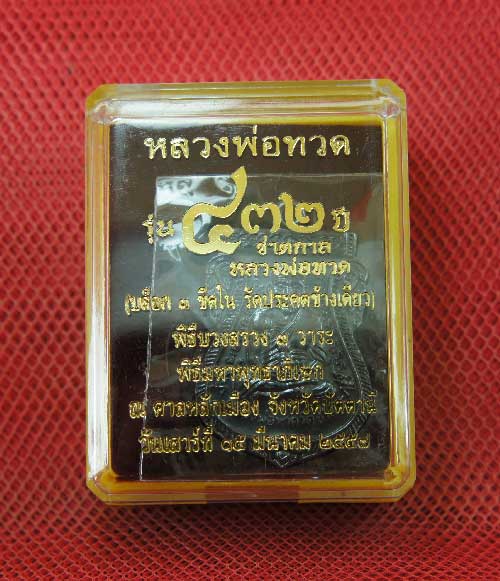 หลวงพ่อทวด
รุ่น ๔๓๒ ปี
ชาตกาล
หลวงพ่อทวด
(บล็อค ๓ ขีดใน รัดประคตข้างเดียว)
พิธีบวงสรวง ๓ วาระ
พิธีมหาพุทธาภิเษก
ณ ศาลหลักเมือง จังหวัดปัตตานี
วันเสาร์ที่ ๑๕ มีนาคม ๒๕๕๗